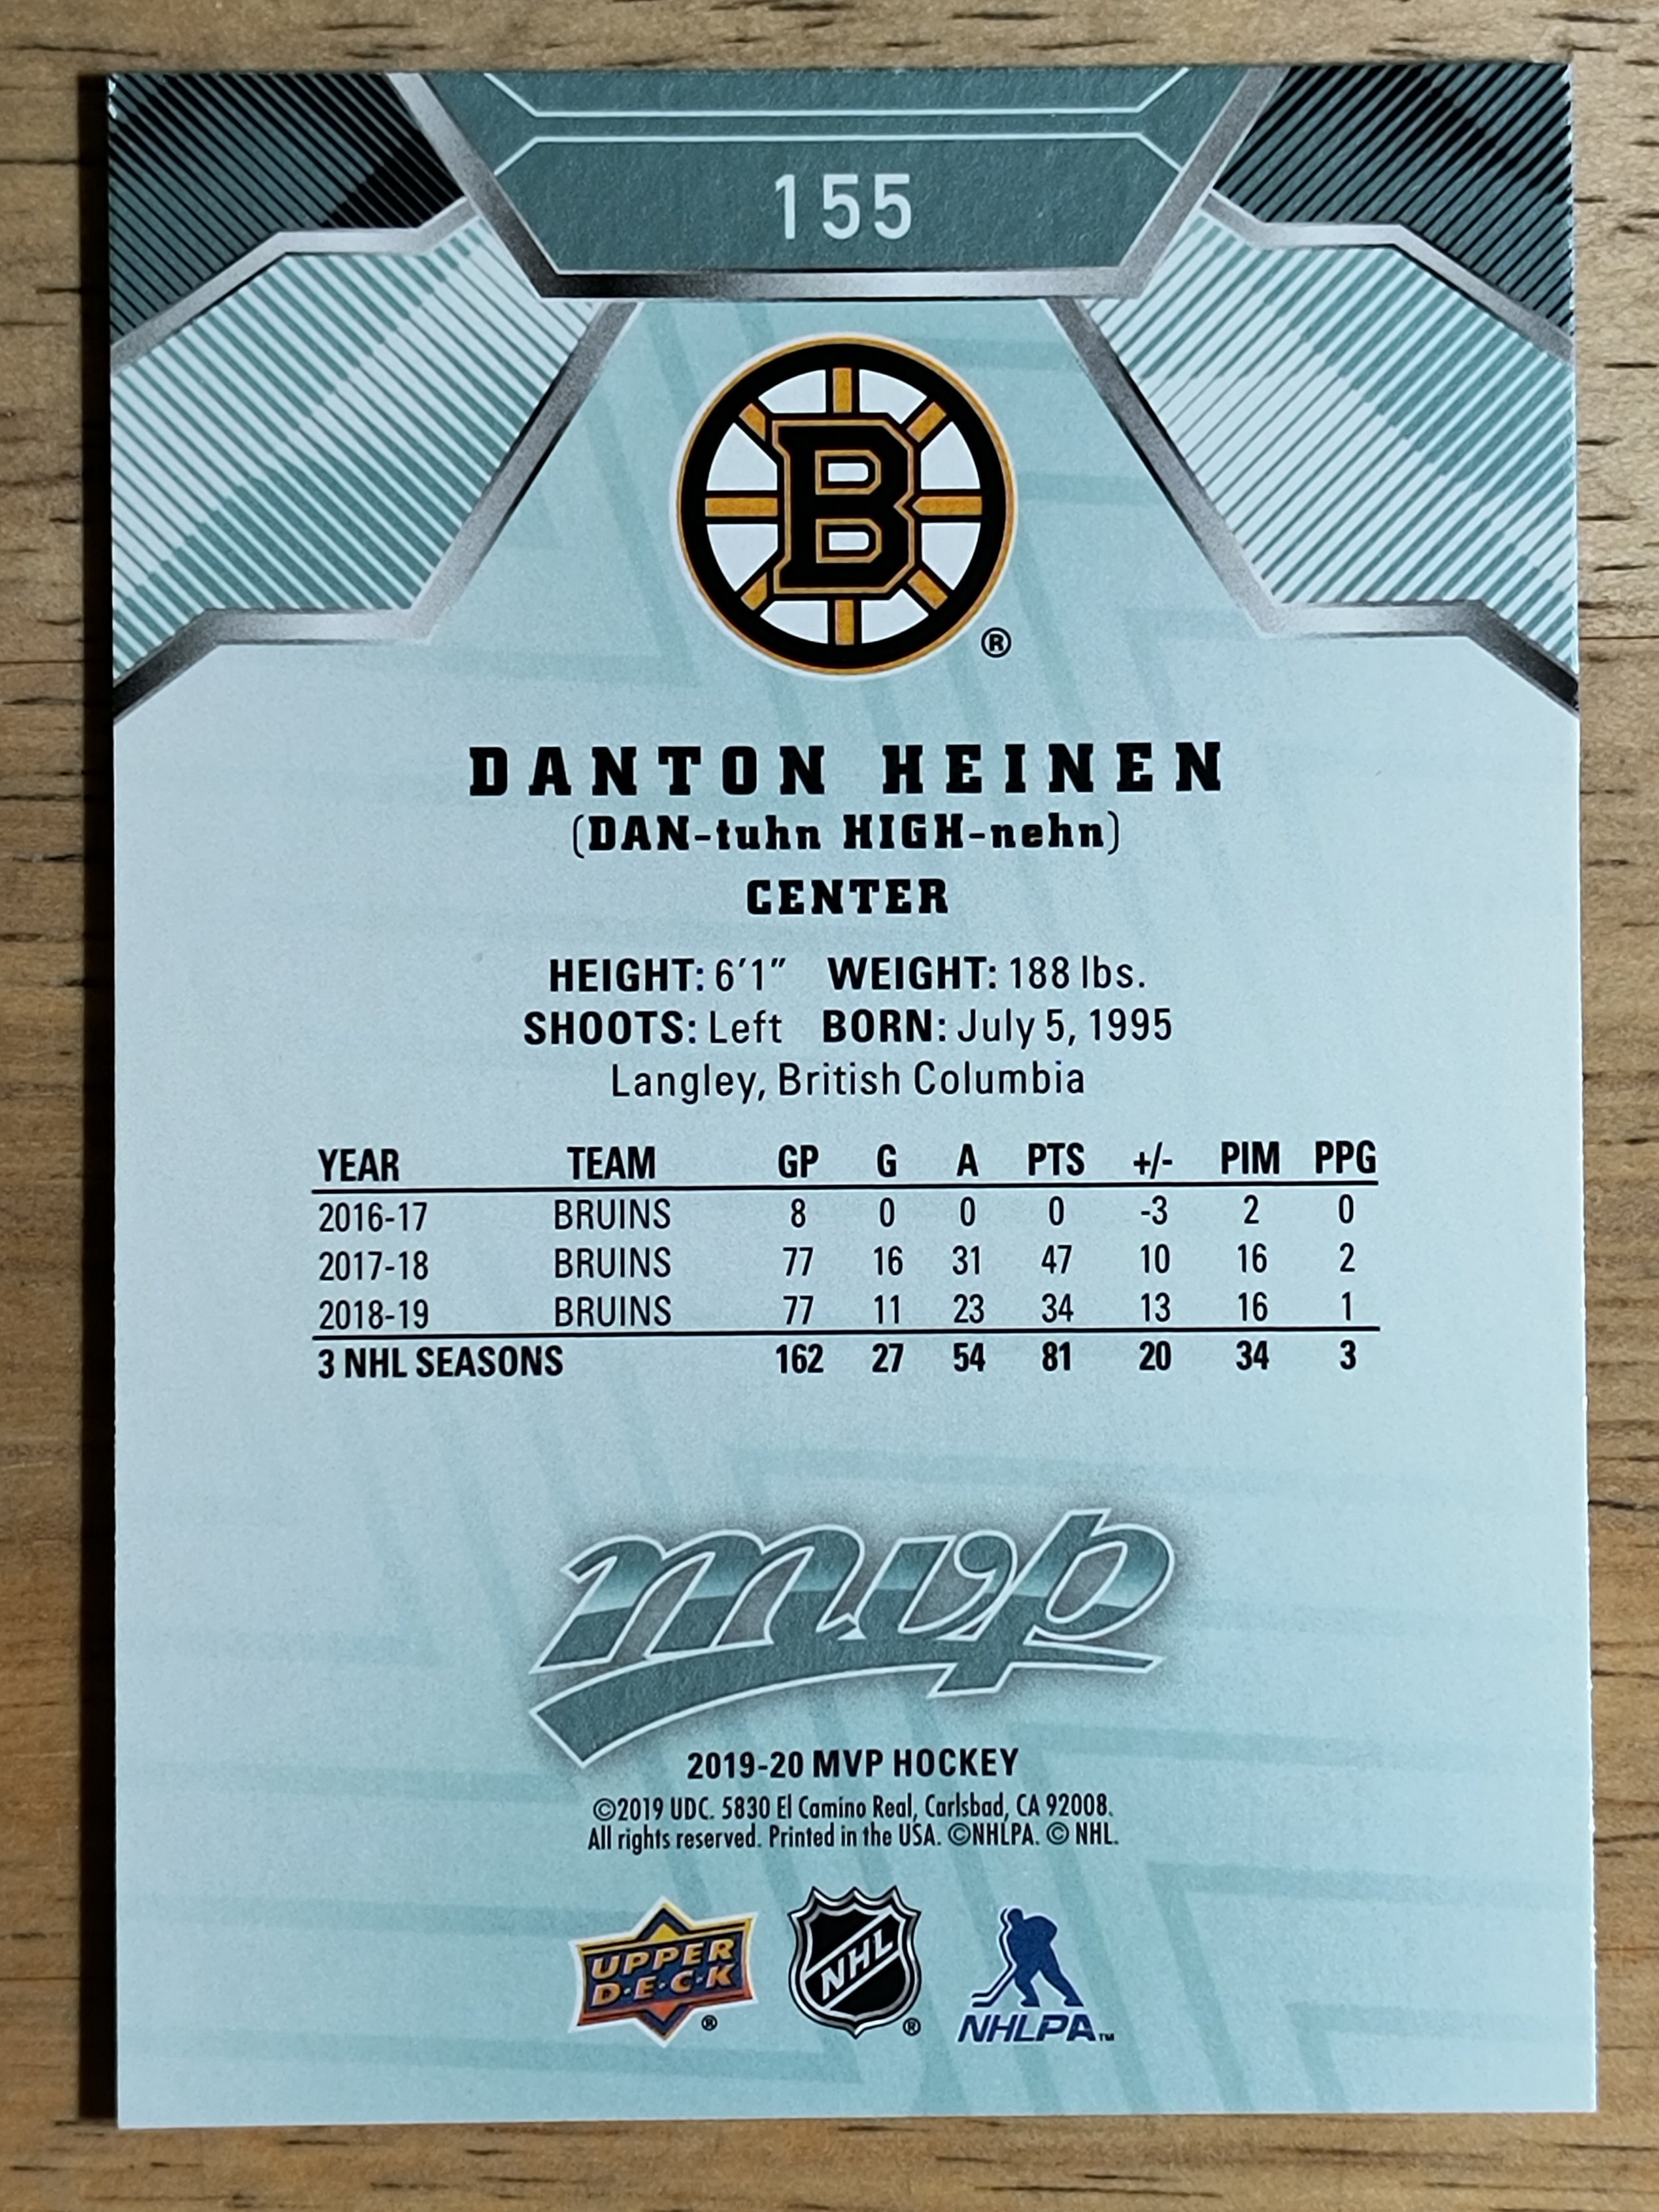 155
B
®
DANTON HEINEN
(DAN-tuhn HIGH-nehn)
CENTER
HEIGHT: 6'1" WEIGHT: 188 lbs.
SHOOTS: Left BORN: July 5, 1995
Langley, British Columbia
YEAR TEAM GP G A PTS +/- PIM PPG
2016-17 BRUINS 8 0 0 0 -3 2 0
2017-18 BRUINS 77 16 31 47 10 16 2
2018-19 BRUINS 77 11 23 34 13 16 1
3 NHL SEASONS 162 27 54 81 20 34 3
mvp
2019-20 MVP HOCKEY
©2019 UDC. 5830 El Camino Real, Carlsbad, CA 92008.
All rights reserved. Printed in the USA. ©NHLPA. © NHL.
UPPER
D•E•C•K ®
NHL ®
NHLPA™